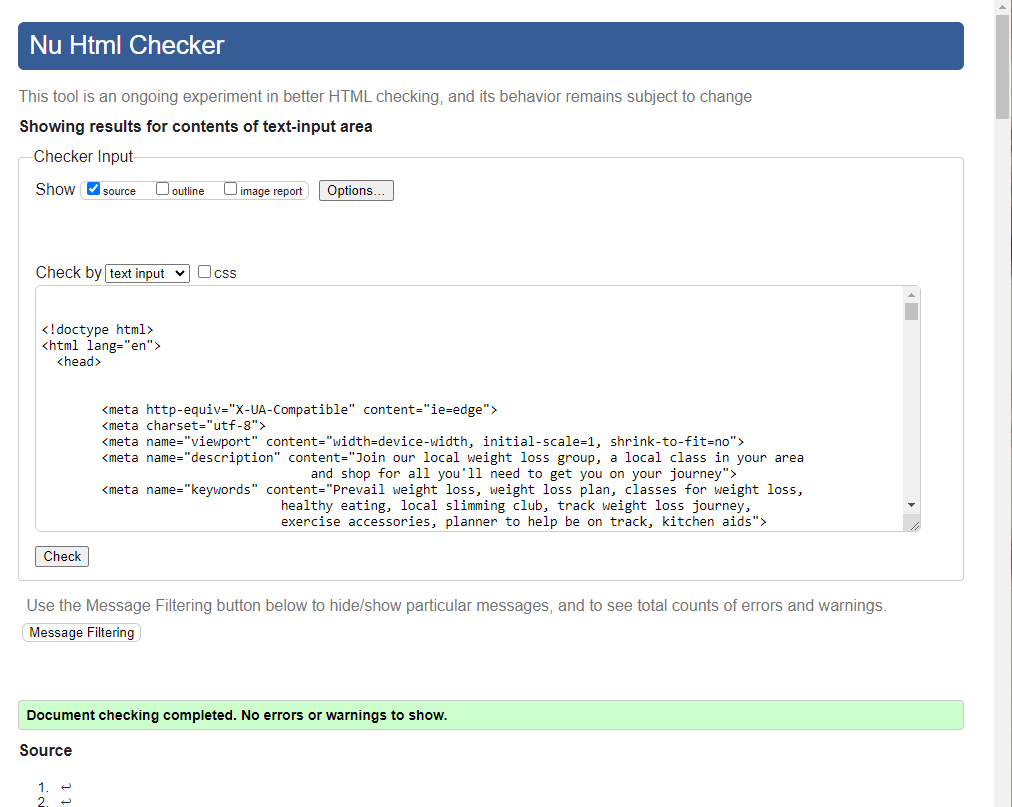 Nu Html Checker
This tool is an ongoing experiment in better HTML checking, and its behavior remains subject to change
Showing results for contents of text-input area
Checker Input
Show source outline image report Options...
Check by text input css
<!doctype html>
<html lang="en">
<head>
<meta http-equiv="X-UA-Compatible" content="ie=edge">
<meta charset="utf-8">
<meta name="viewport" content="width=device-width, initial-scale=1, shrink-to-fit=no">
<meta name="description" content="Join our local weight loss group, a local class in your area
and shop for all you'll need to get you on your journey">
<meta name="keywords" content="Prevail weight loss, weight loss plan, classes for weight loss,
healthy eating, local slimming club, track weight loss journey,
exercise accessories, planner to help be on track, kitchen aids">
Check
Use the Message Filtering button below to hide/show particular messages, and to see total counts of errors and warnings.
Message Filtering
Document checking completed. No errors or warnings to show.
Source
1. ↩
2. ↩